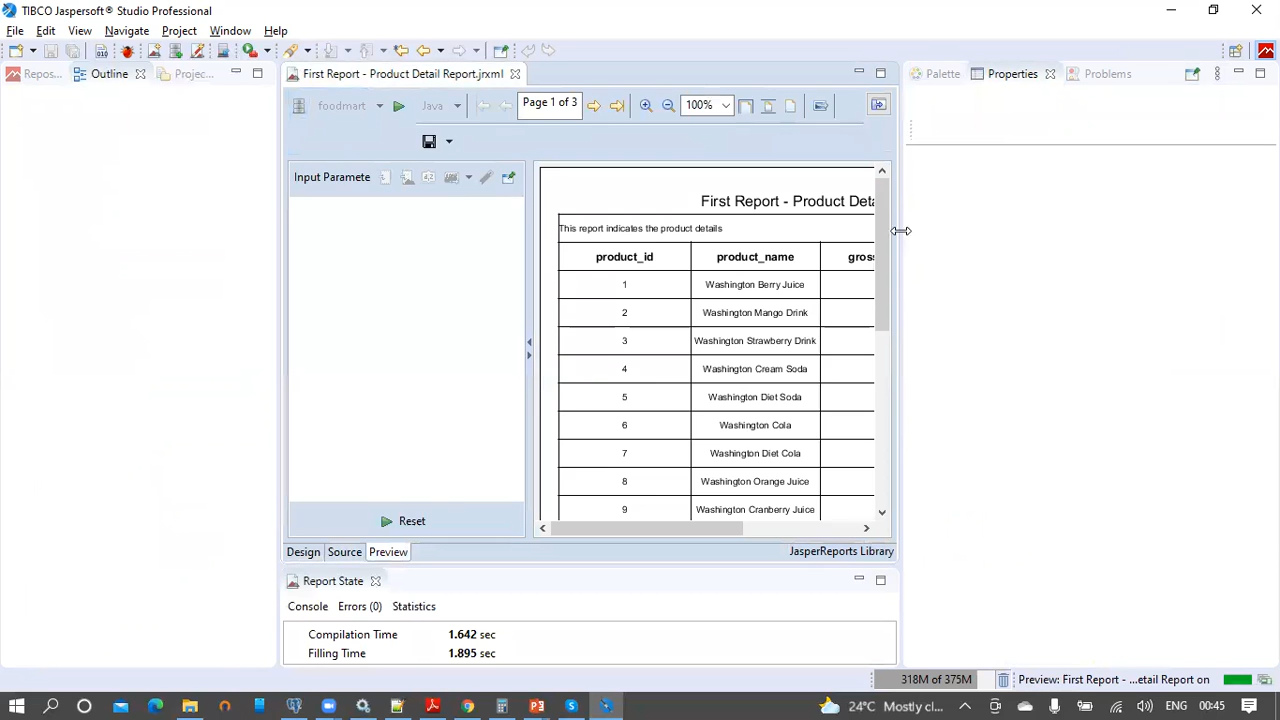 TIBCO Jaspersoft® Studio Professional
File Edit View Navigate Project Window Help
Repos... Outline Projec... First Report - Product Detail Report.jrxml Palette Properties Problems
foodmart Java Page 1 of 3 100%
Input Paramete
First Report - Product Deta
This report indicates the product details
product_id product_name gross
1 Washington Berry Juice
2 Washington Mango Drink
3 Washington Strawberry Drink
4 Washington Cream Soda
5 Washington Diet Soda
6 Washington Cola
7 Washington Diet Cola
8 Washington Orange Juice
9 Washington Cranberry Juice
Reset
Design Source Preview JasperReports Library
Report State
Console Errors (0) Statistics
Compilation Time 1.642 sec
Filling Time 1.895 sec
318M of 375M Preview: First Report - ...etail Report on
24°C Mostly cl... ENG 00:45